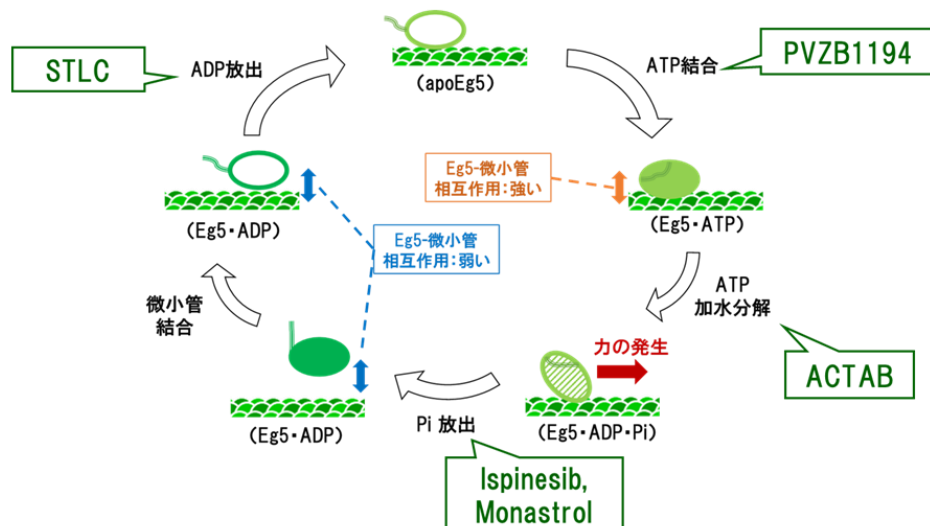 STLC
ADP放出
(apoEg5)
ATP結合
PVZB1194
Eg5-微小管
相互作用:強い
(Eg5・ADP)
(Eg5・ATP)
Eg5-微小管
相互作用:弱い
微小管
結合
ATP
加水分解
力の発生
ACTAB
(Eg5・ADP)
Pi 放出
(Eg5・ADP・Pi)
Ispinesib,
Monastrol